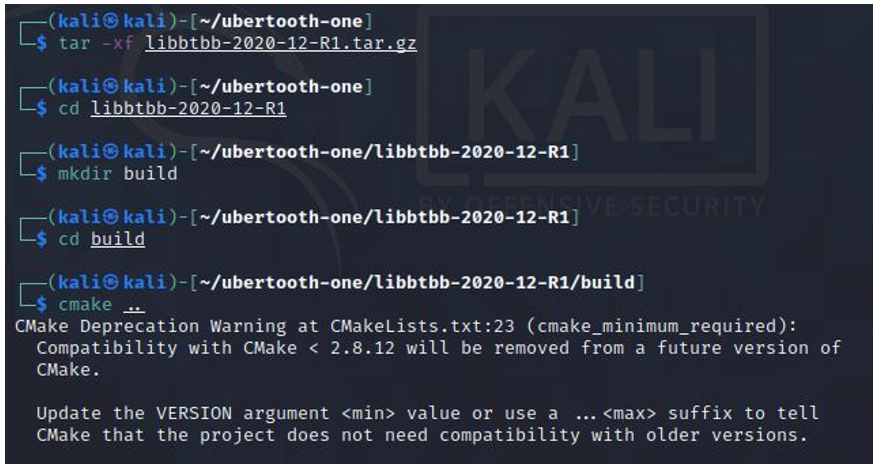 (kali㉿kali)-[~/ubertooth-one]
$ tar -xf libbtbb-2020-12-R1.tar.gz
(kali㉿kali)-[~/ubertooth-one]
$ cd libbtbb-2020-12-R1
(kali㉿kali)-[~/ubertooth-one/libbtbb-2020-12-R1]
$ mkdir build
(kali㉿kali)-[~/ubertooth-one/libbtbb-2020-12-R1]
$ cd build
(kali㉿kali)-[~/ubertooth-one/libbtbb-2020-12-R1/build]
$ cmake ..
CMake Deprecation Warning at CMakeLists.txt:23 (cmake_minimum_required):
Compatibility with CMake < 2.8.12 will be removed from a future version of
CMake.
Update the VERSION argument <min> value or use a ...<max> suffix to tell
CMake that the project does not need compatibility with older versions.
KALI
BY OFFENSIVE SECURITY